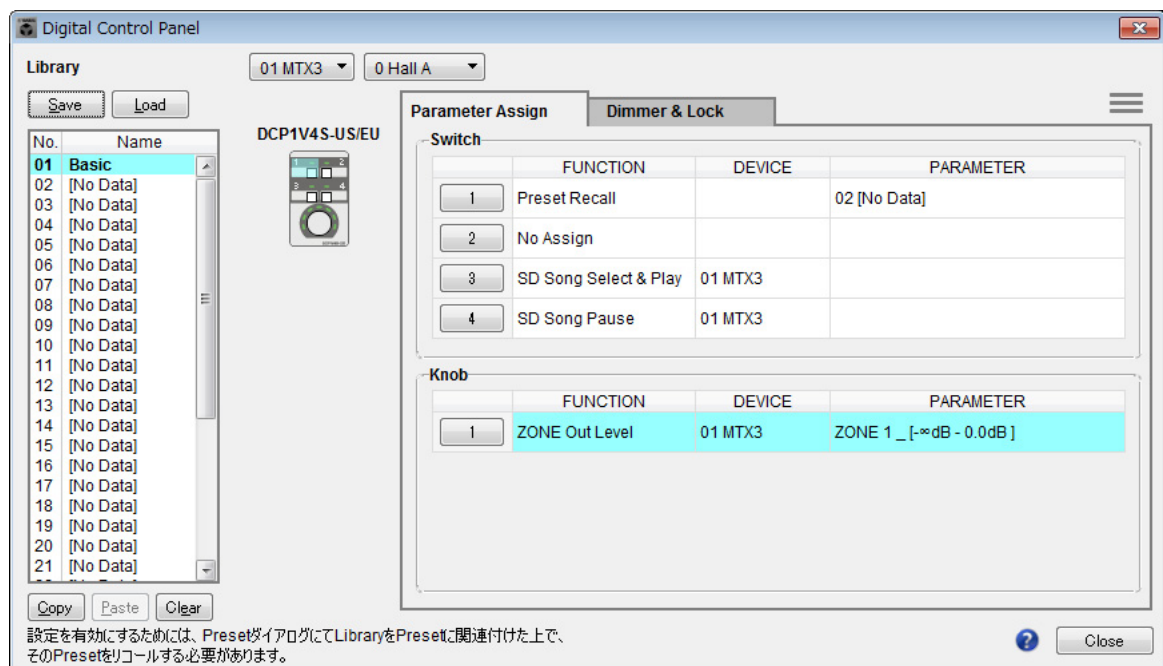 Digital Control Panel
Library
01 MTX3
0 Hall A
Save
Load
Parameter Assign
Dimmer & Lock
No. Name
01 Basic
02 [No Data]
03 [No Data]
04 [No Data]
05 [No Data]
06 [No Data]
07 [No Data]
08 [No Data]
09 [No Data]
10 [No Data]
11 [No Data]
12 [No Data]
13 [No Data]
14 [No Data]
15 [No Data]
16 [No Data]
17 [No Data]
18 [No Data]
19 [No Data]
20 [No Data]
21 [No Data]
DCP1V4S-US/EU
1 2
3 4
Switch
FUNCTION DEVICE PARAMETER
1 Preset Recall 02 [No Data]
2 No Assign
3 SD Song Select & Play 01 MTX3
4 SD Song Pause 01 MTX3
Knob
FUNCTION DEVICE PARAMETER
1 ZONE Out Level 01 MTX3 ZONE 1 _ [-∞dB - 0.0dB ]
Copy
Paste
Clear
設定を有効にするためには、PresetダイアログにてLibraryをPresetに関連付けた上で、
そのPresetをリコールする必要があります。
?
Close